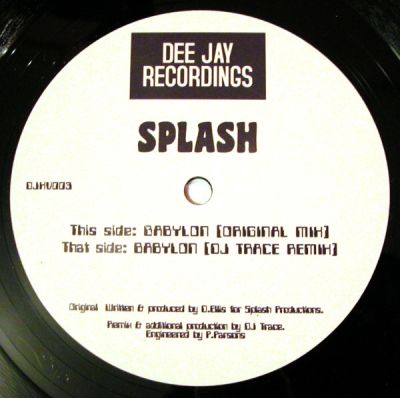 DEE JAY
RECORDINGS
SPLASH
DJXV003
This side: BABYLON [ORIGINAL MIX]
That side: BABYLON [DJ TRACE REMIX]
Original Written & produced by D.Ellis for Splash Productions.
Remix & additional production by DJ Trace.
Engineered by P.Parsons